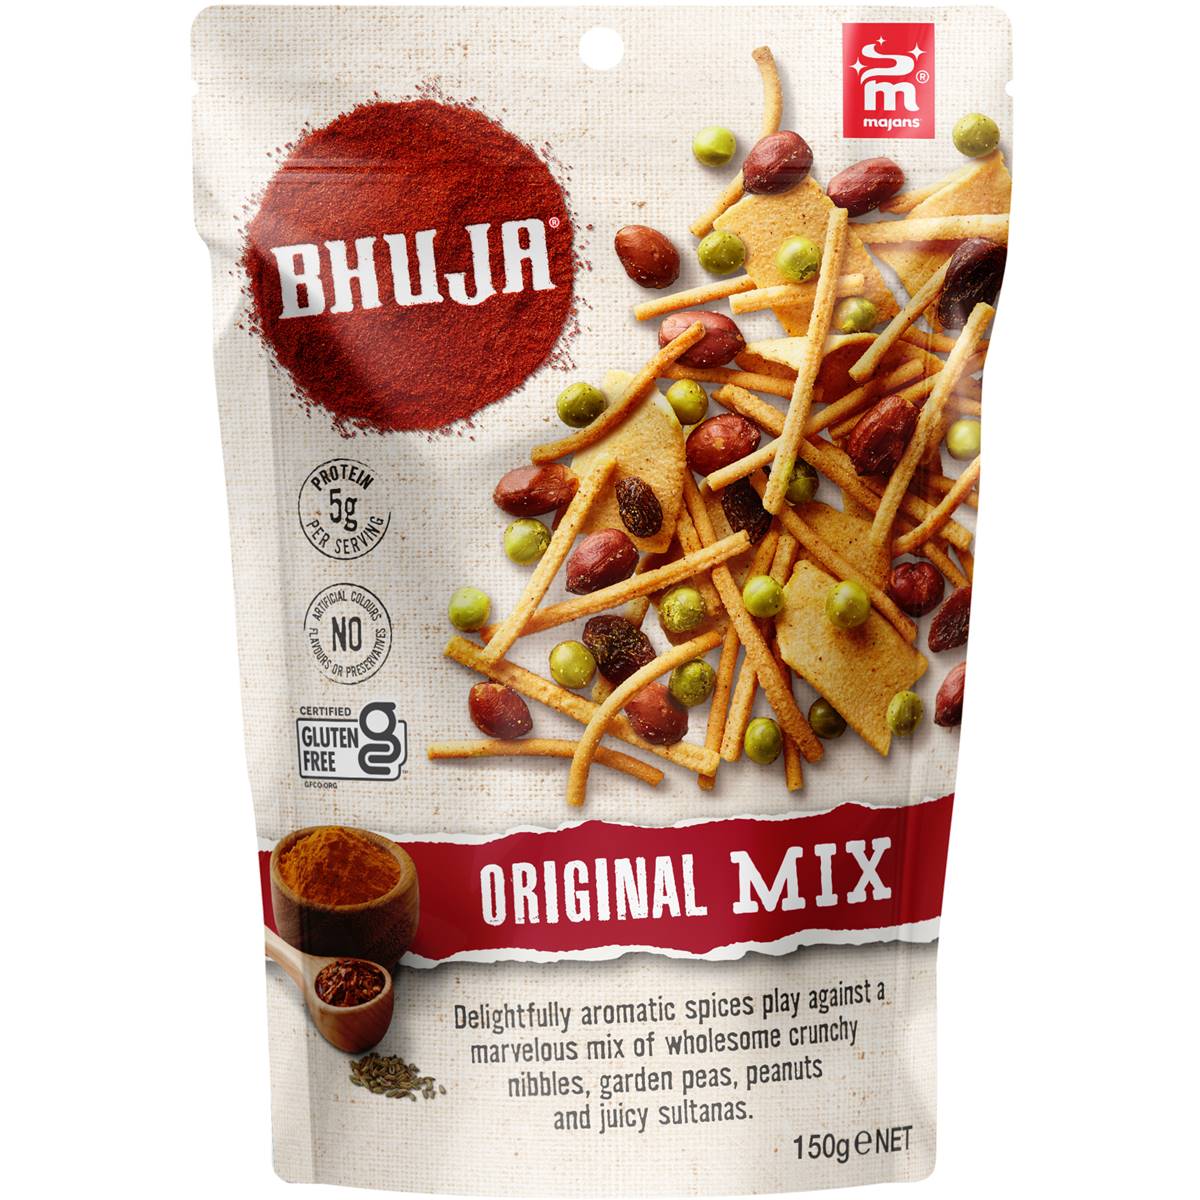 majans
®
BHUJA®
PROTEIN
5g
PER SERVING
ARTIFICIAL COLOURS
NO
FLAVOURS OR PRESERVATIVES
CERTIFIED
GLUTEN
FREE
GFCO.ORG
ORIGINAL MIX
Delightfully aromatic spices play against a
marvelous mix of wholesome crunchy
nibbles, garden peas, peanuts
and juicy sultanas.
150g℮NET